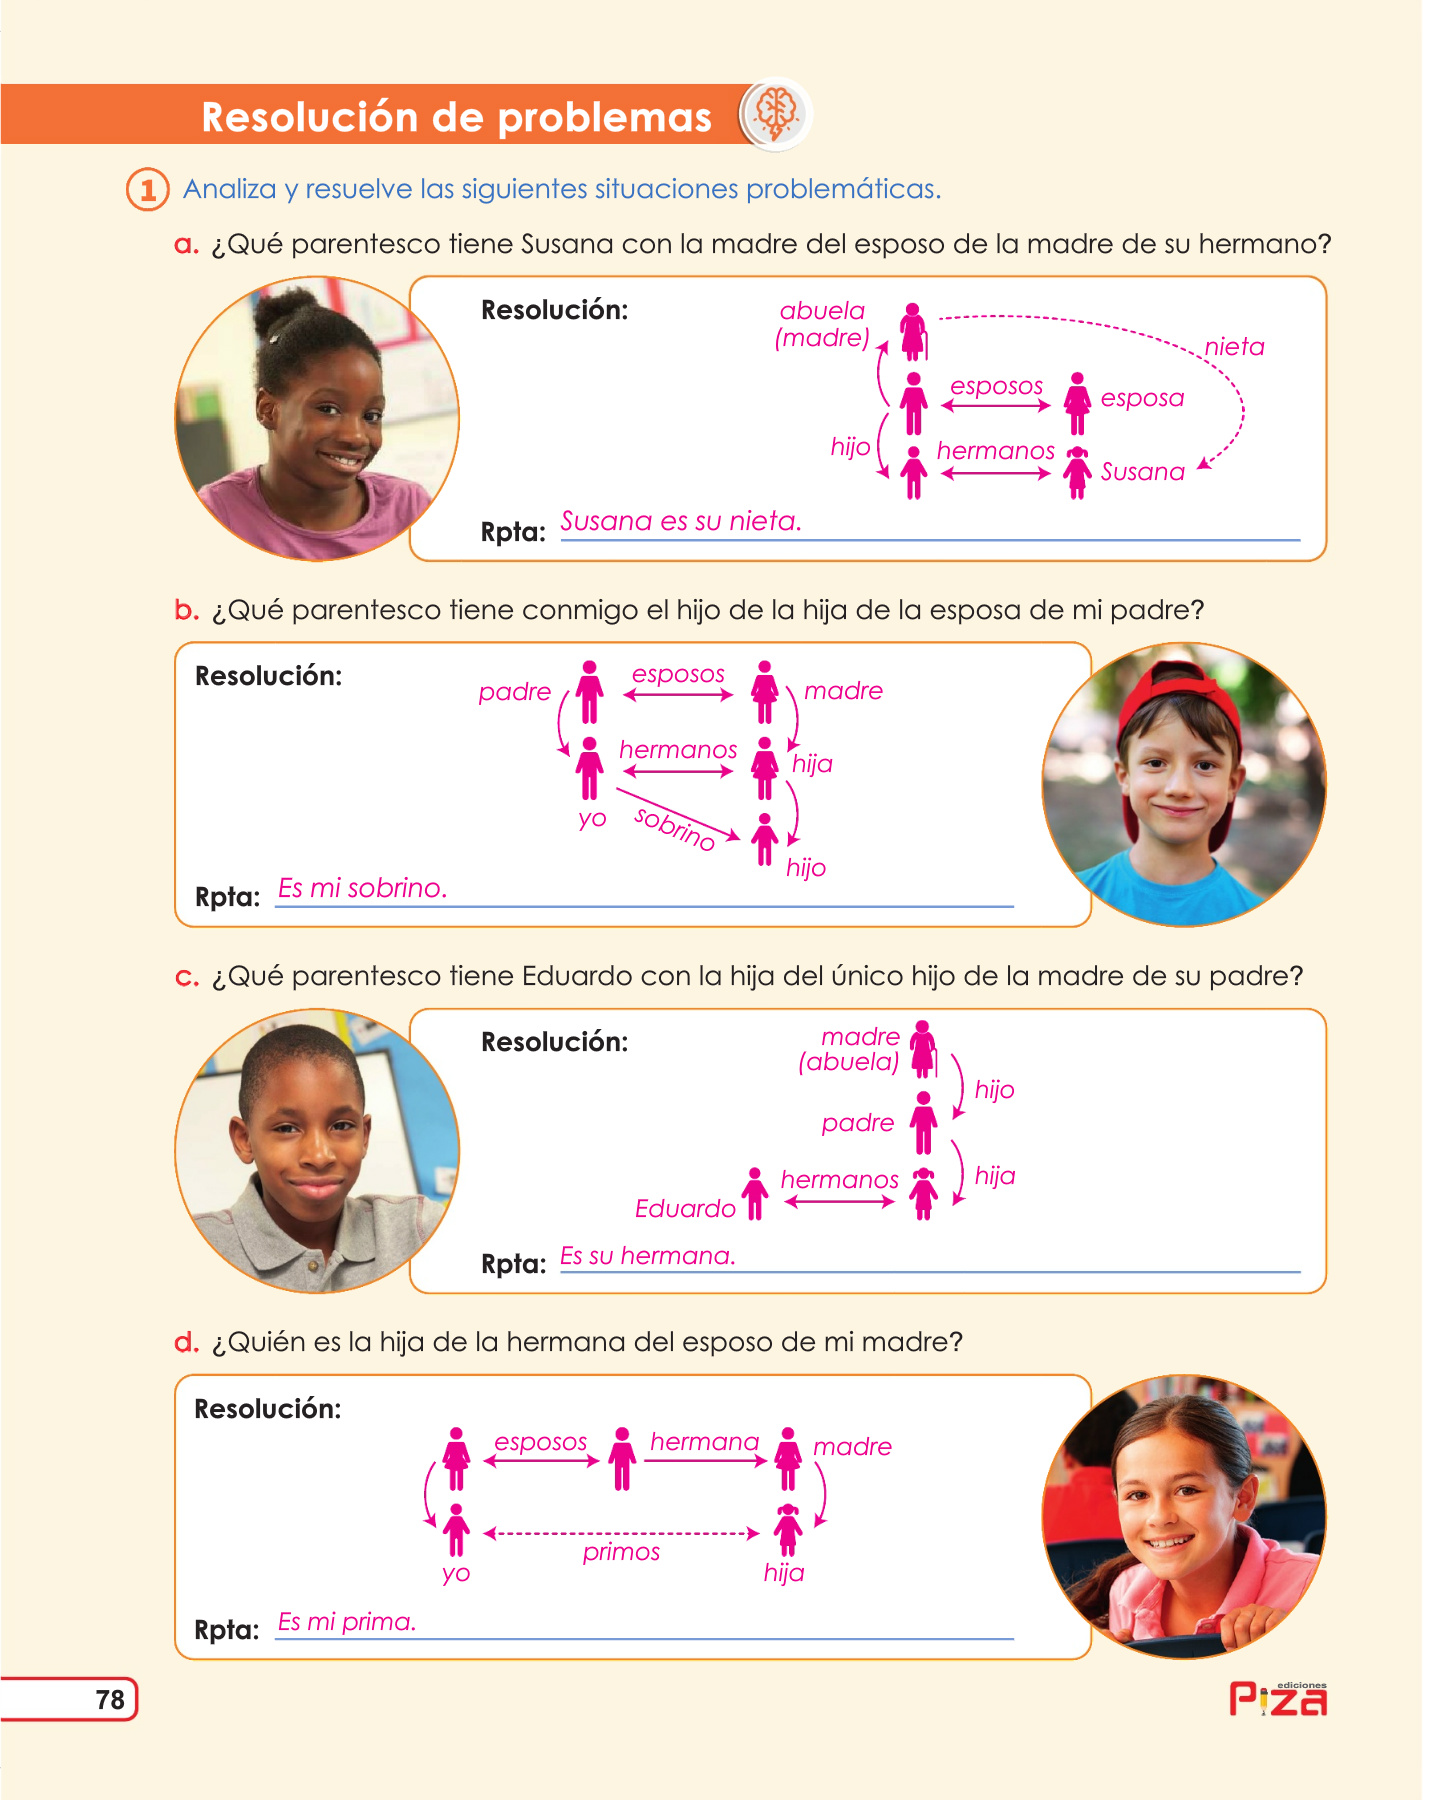 Resolución de problemas
1 Analiza y resuelve las siguientes situaciones problemáticas.
a. ¿Qué parentesco tiene Susana con la madre del esposo de la madre de su hermano?
Resolución:
abuela
(madre)
nieta
esposos
esposa
hijo
hermanos
Susana
Rpta: Susana es su nieta.
b. ¿Qué parentesco tiene conmigo el hijo de la hija de la esposa de mi padre?
Resolución:
padre
esposos
madre
hermanos
hija
yo
sobrino
hijo
Rpta: Es mi sobrino.
c. ¿Qué parentesco tiene Eduardo con la hija del único hijo de la madre de su padre?
Resolución:
madre
(abuela)
hijo
padre
hija
hermanos
Eduardo
Rpta: Es su hermana.
d. ¿Quién es la hija de la hermana del esposo de mi madre?
Resolución:
esposos
hermana
madre
primos
yo
hija
Rpta: Es mi prima.
78
ediciones
Piza